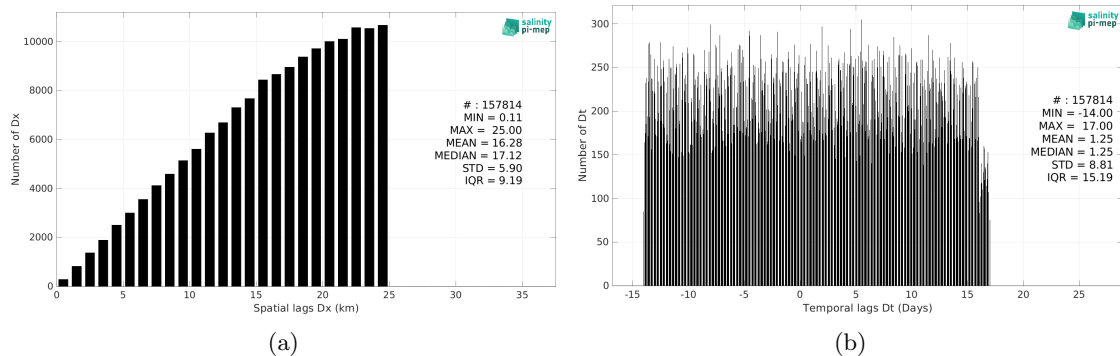 10000
8000
6000
4000
2000
0
Number of Dx
salinity
pi-mep
# : 157814
MIN = 0.11
MAX = 25.00
MEAN = 16.28
MEDIAN = 17.12
STD = 5.90
IQR = 9.19
0 5 10 15 20 25 30 35
Spatial lags Dx (km)
(a)
300
250
200
150
100
50
0
Number of Dt
salinity
pi-mep
# : 157814
MIN = -14.00
MAX = 17.00
MEAN = 1.25
MEDIAN = 1.25
STD = 8.81
IQR = 15.19
-15 -10 -5 0 5 10 15 20 25
Temporal lags Dt (Days)
(b)